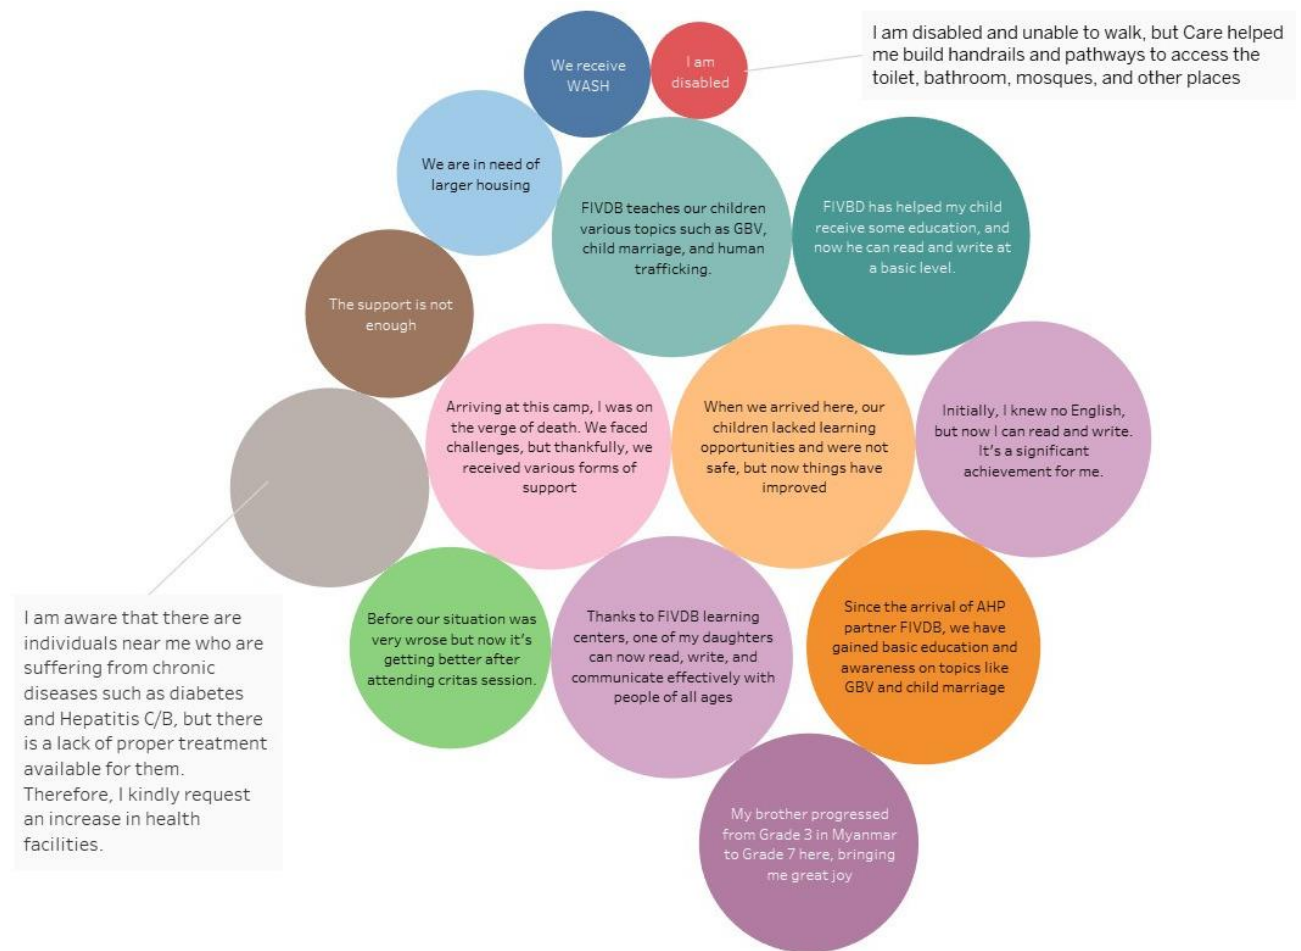 We receive
WASH
I am
disabled
I am disabled and unable to walk, but Care helped
me build handrails and pathways to access the
toilet, bathroom, mosques, and other places
We are in need of
larger housing
FIVDB teaches our children
various topics such as GBV,
child marriage, and human
trafficking.
FIVBD has helped my child
receive some education, and
now he can read and write at
a basic level.
The support is not
enough
Arriving at this camp, I was on
the verge of death. We faced
challenges, but thankfully, we
received various forms of
support
When we arrived here, our
children lacked learning
opportunities and were not
safe, but now things have
improved
Initially, I knew no English,
but now I can read and write.
It's a significant
achievement for me.
I am aware that there are
individuals near me who are
suffering from chronic
diseases such as diabetes
and Hepatitis C/B, but there
is a lack of proper treatment
available for them.
Therefore, I kindly request
an increase in health
facilities.
Before our situation was
very wrose but now it's
getting better after
attending critas session.
Thanks to FIVDB learning
centers, one of my daughters
can now read, write, and
communicate effectively with
people of all ages
Since the arrival of AHP
partner FIVDB, we have
gained basic education and
awareness on topics like
GBV and child marriage
My brother progressed
from Grade 3 in Myanmar
to Grade 7 here, bringing
me great joy